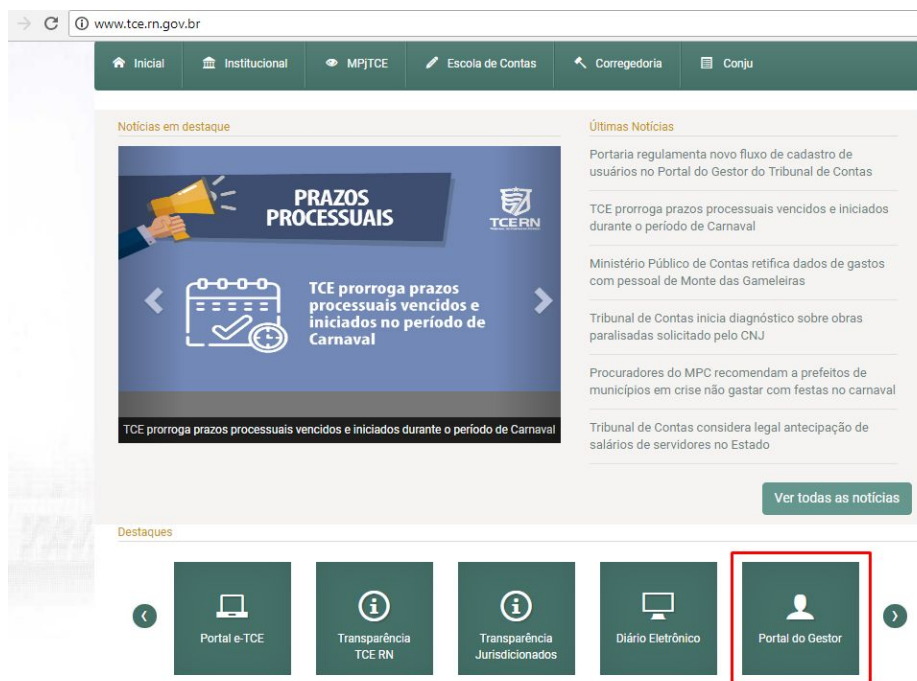 www.tce.rn.gov.br
Inicial
Institucional
MPjTCE
Escola de Contas
Corregedoria
Conju
Notícias em destaque
PRAZOS
PROCESSUAIS
TCERN
TCE prorroga prazos
processuais vencidos e
iniciados no período de
Carnaval
TCE prorroga prazos processuais vencidos e iniciados durante o período de Carnaval
Últimas Notícias
Portaria regulamenta novo fluxo de cadastro de
usuários no Portal do Gestor do Tribunal de Contas
TCE prorroga prazos processuais vencidos e iniciados
durante o período de Carnaval
Ministério Público de Contas retifica dados de gastos
com pessoal de Monte das Gameleiras
Tribunal de Contas inicia diagnóstico sobre obras
paralisadas solicitado pelo CNJ
Procuradores do MPC recomendam a prefeitos de
municípios em crise não gastar com festas no carnaval
Tribunal de Contas considera legal antecipação de
salários de servidores no Estado
Ver todas as notícias
Destaques
Portal e-TCE
Transparência
TCE RN
Transparência
Jurisdicionados
Diário Eletrônico
Portal do Gestor